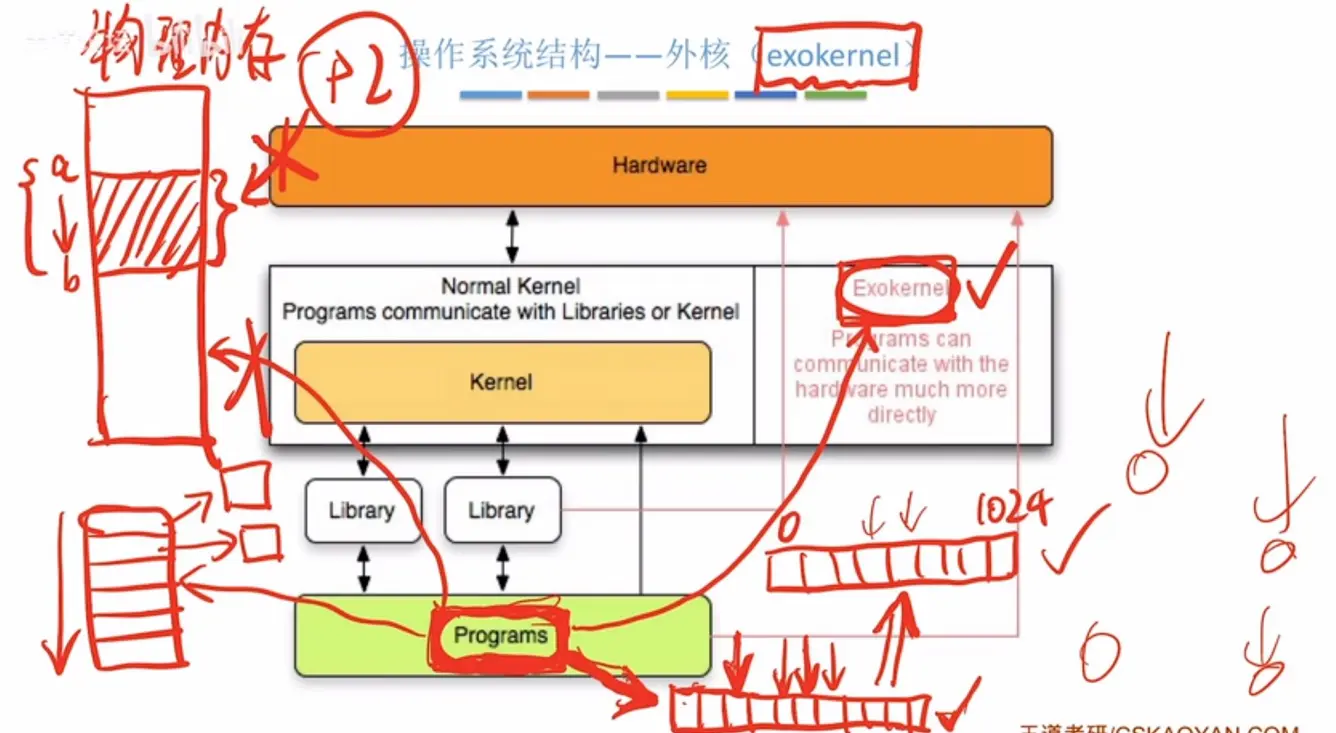 物理内存
P2
操作系统结构——外核（exokernel）
a
b
Hardware
Normal Kernel
Programs communicate with Libraries or Kernel
Kernel
Exokernel
Programs can
communicate with the
hardware much more
directly
Library
Library
0
1024
Programs
王道考研/CSKAOYAN.COM